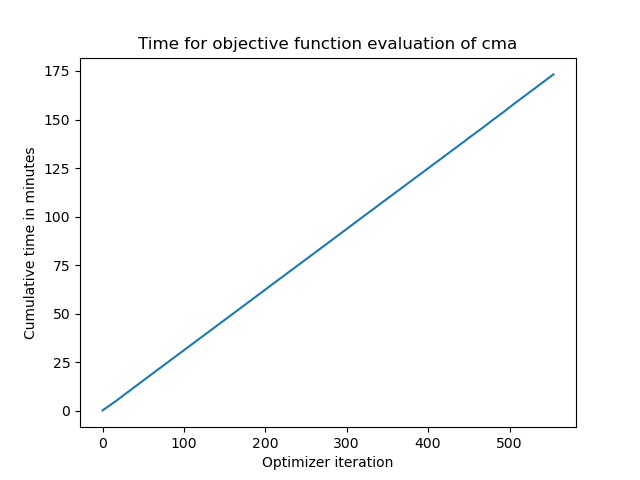 Time for objective function evaluation of cma
175
150
125
100
75
50
25
0
Cumulative time in minutes
0 100 200 300 400 500
Optimizer iteration